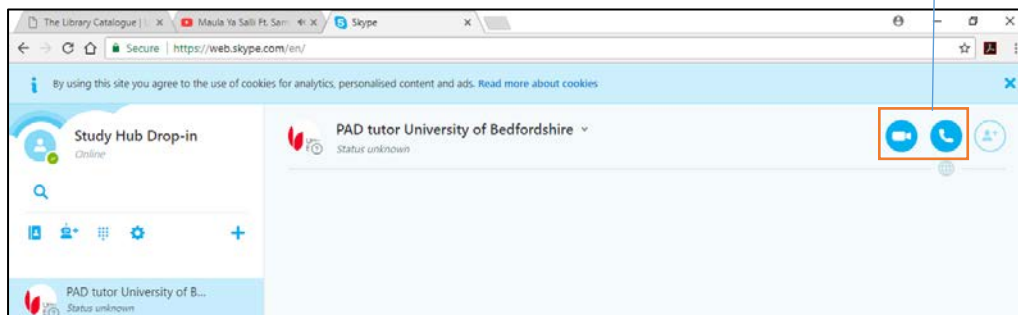 The Library Catalogue | L
Maula Ya Salli Ft. Sam
Skype
Secure
https://web.skype.com/en/
By using this site you agree to the use of cookies for analytics, personalised content and ads. Read more about cookies
Study Hub Drop-in
Online
PAD tutor University of Bedfordshire
Status unknown
PAD tutor University of B...
Status unknown